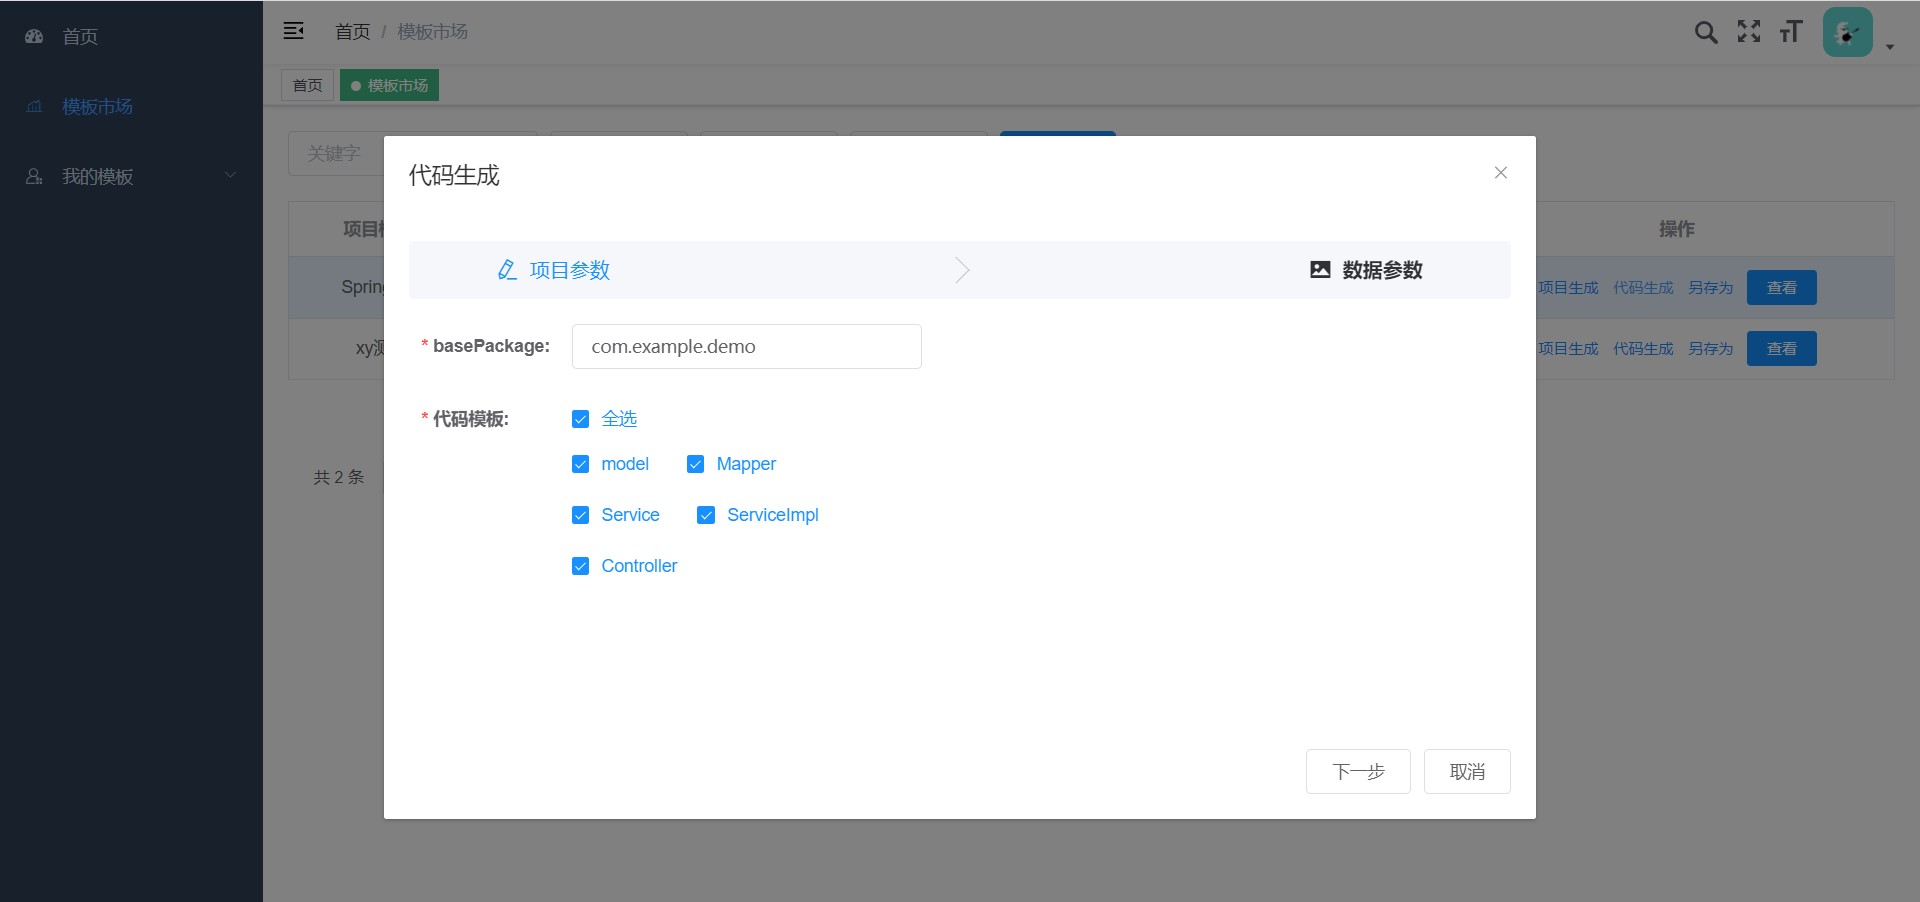 首页
模板市场
我的模板
首页 / 模板市场
首页
模板市场
关键字
代码生成
项目参数
数据参数
* basePackage: com.example.demo
* 代码模板:
全选
model
Mapper
Service
ServiceImpl
Controller
下一步
取消
项目
操作
Spring
项目生成 代码生成 另存为 查看
xy测
项目生成 代码生成 另存为 查看
共 2 条